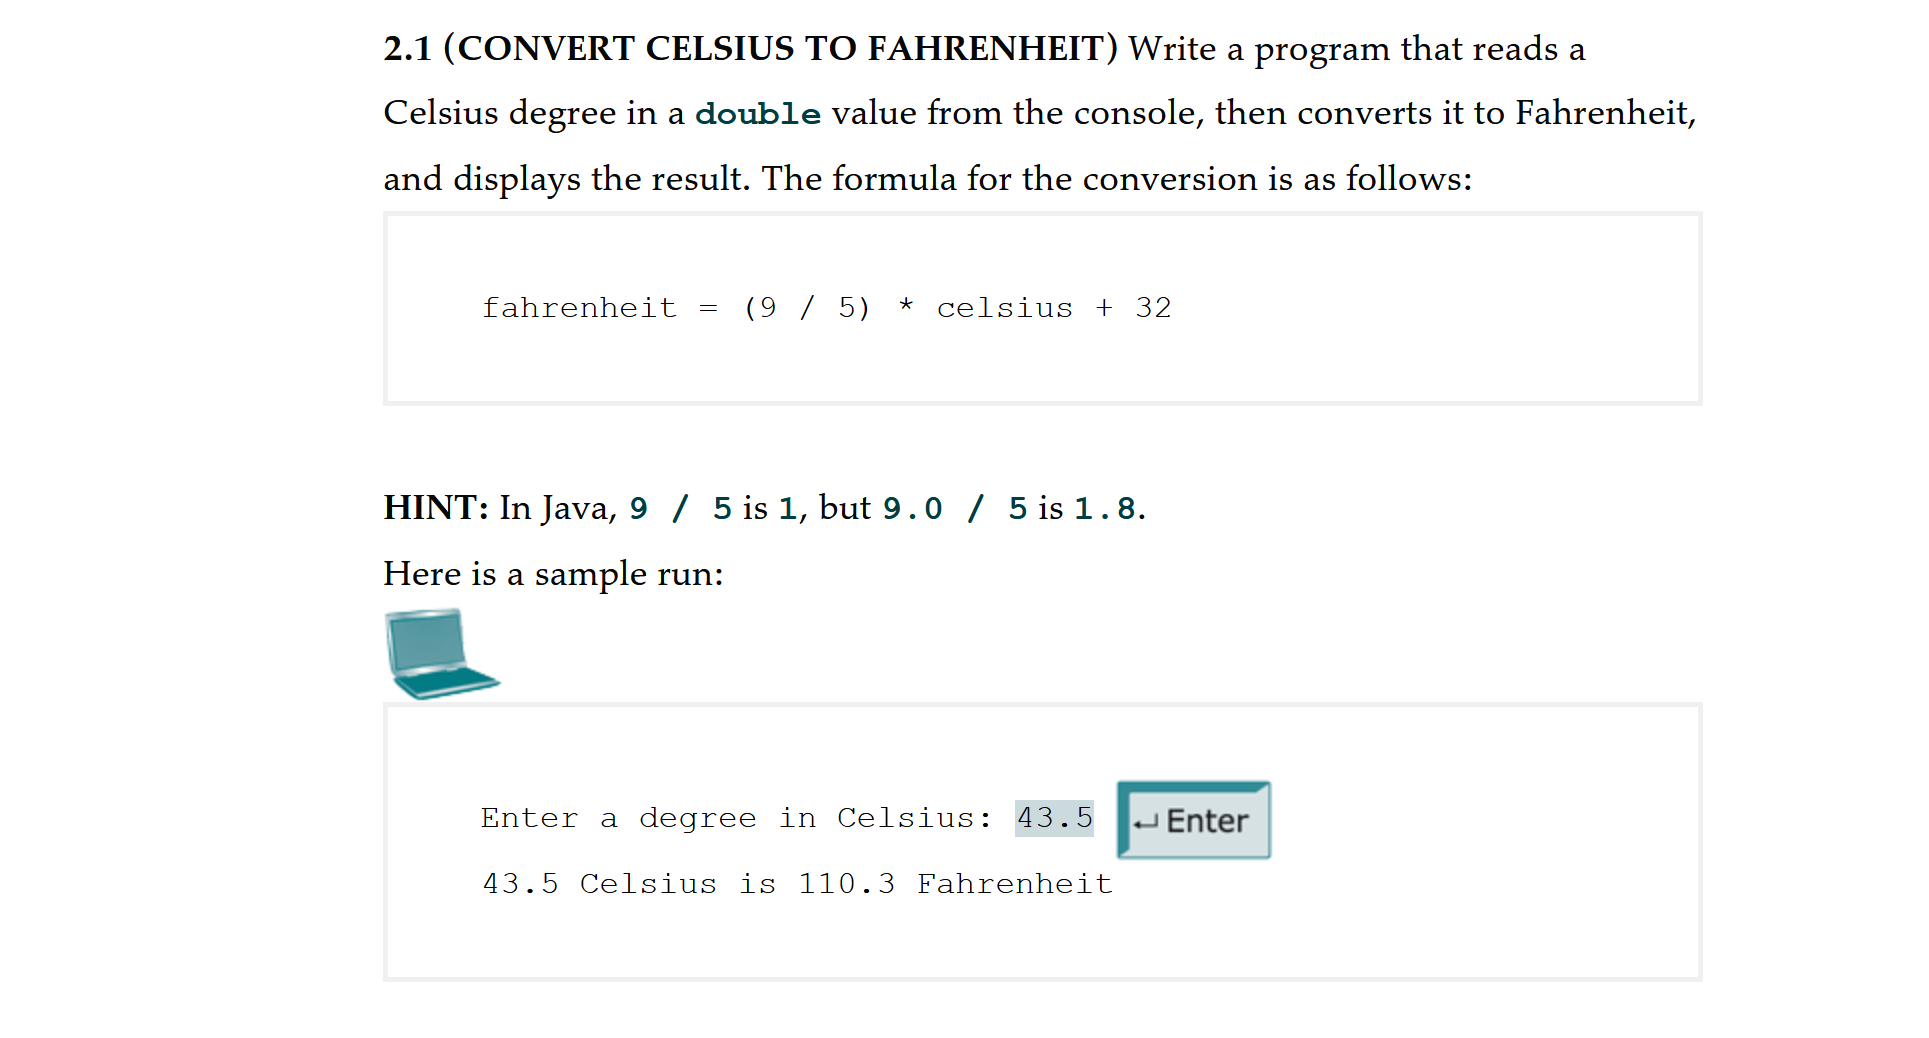 2.1 (CONVERT CELSIUS TO FAHRENHEIT) Write a program that reads a
Celsius degree in a double value from the console, then converts it to Fahrenheit,
and displays the result. The formula for the conversion is as follows:
fahrenheit = (9 / 5) * celsius + 32
HINT: In Java, 9 / 5 is 1, but 9.0 / 5 is 1.8.
Here is a sample run:
Enter a degree in Celsius: 43.5 ↵ Enter
43.5 Celsius is 110.3 Fahrenheit